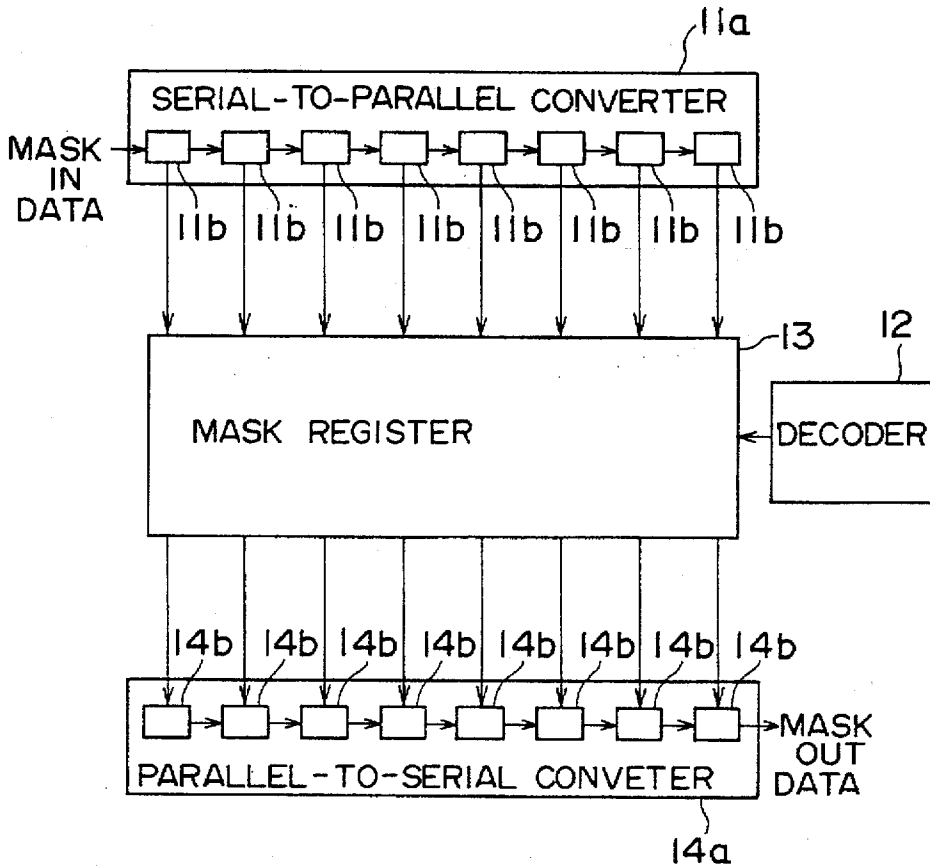 11a
SERIAL-TO-PARALLEL CONVERTER
MASK
IN
DATA
11b 11b 11b 11b 11b 11b 11b 11b
13
12
MASK REGISTER
DECODER
14b 14b 14b 14b 14b 14b 14b 14b
MASK
OUT
DATA
PARALLEL-TO-SERIAL CONVETER
14a